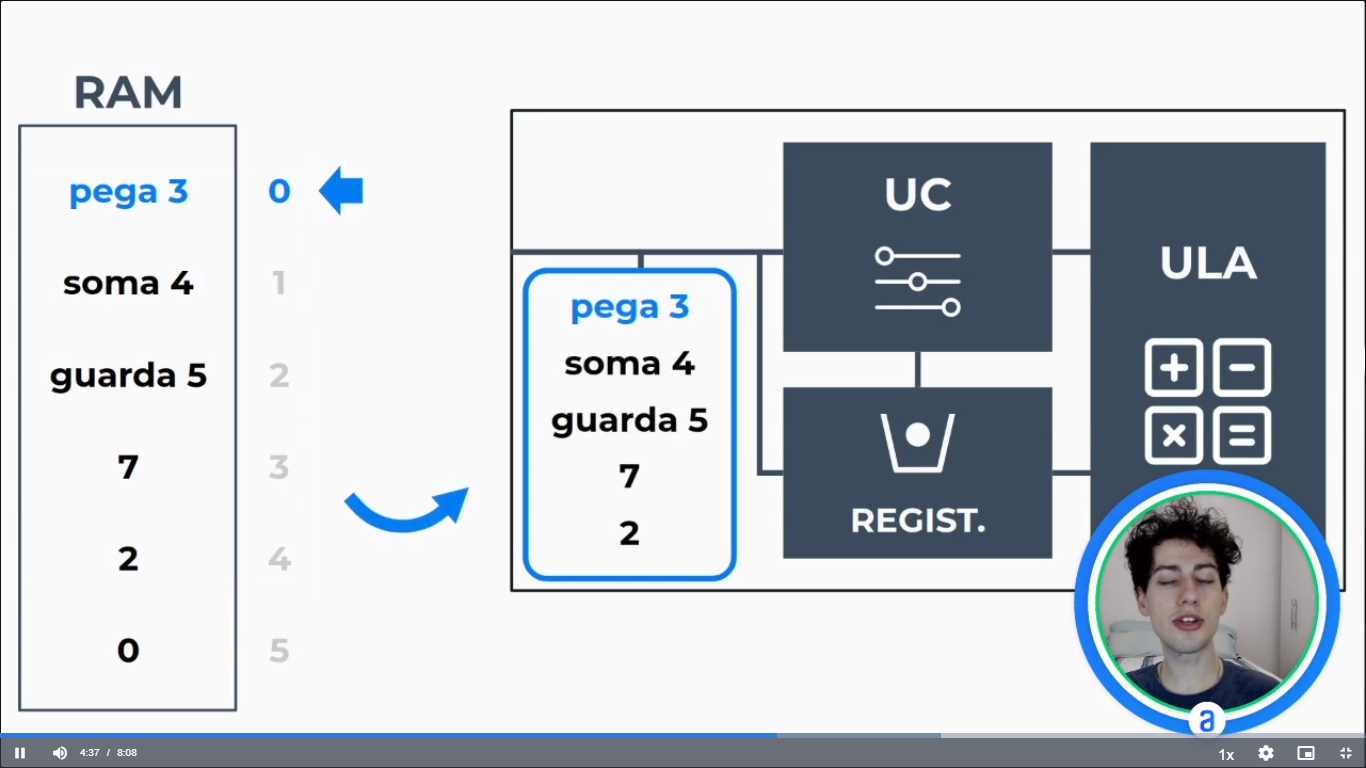 RAM
pega 3 0
soma 4 1
guarda 5 2
7 3
2 4
0 5
pega 3
soma 4
guarda 5
7
2
UC
REGIST.
ULA
a
4:37 / 8:08
1x